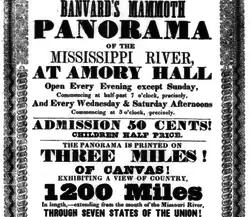 BANVARD'S MAMMOTH
PANORAMA
OF THE
MISSISSIPPI RIVER,
AT AMORY HALL
Open Every Evening except Sunday,
Commencing at half past 7 o'clock, precisely,
And Every Wednesday & Saturday Afternoons
Commencing at 3 o'clock, precisely.
ADMISSION 50 CENTS!
CHILDREN HALF PRICE.
THE PANORAMA IS PRINTED ON
THREE MILES!
OF CANVAS!
EXHIBITING A VIEW OF COUNTRY,
1200 Miles
In length,—extending from the mouth of the Missouri River,
THROUGH SEVEN STATES OF THE UNION!